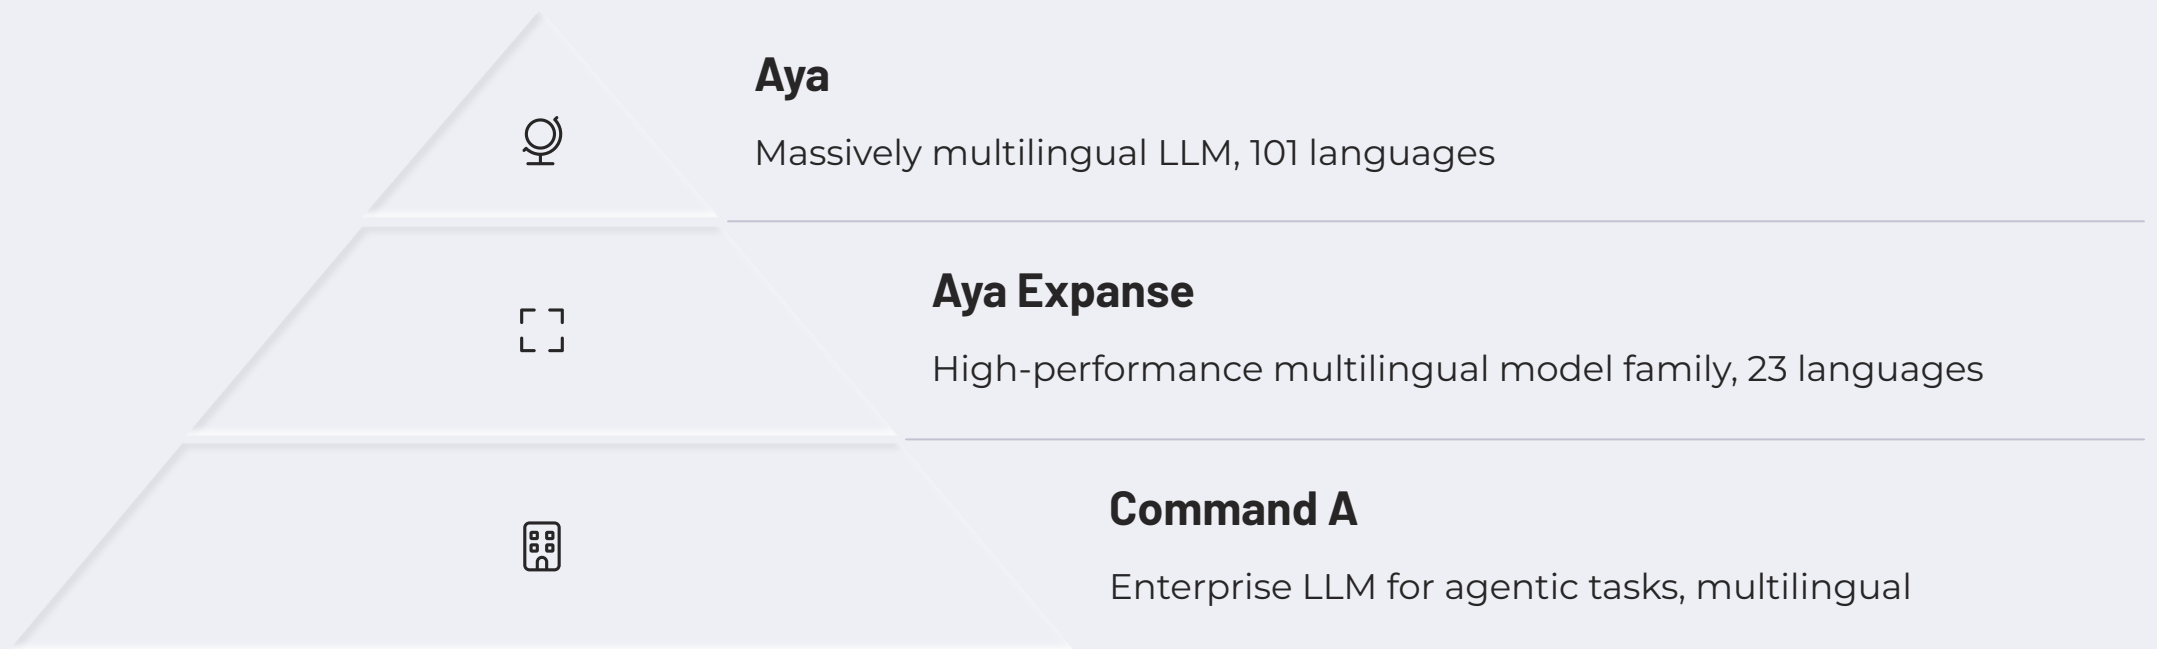 Aya
Massively multilingual LLM, 101 languages
Aya Expanse
High-performance multilingual model family, 23 languages
Command A
Enterprise LLM for agentic tasks, multilingual